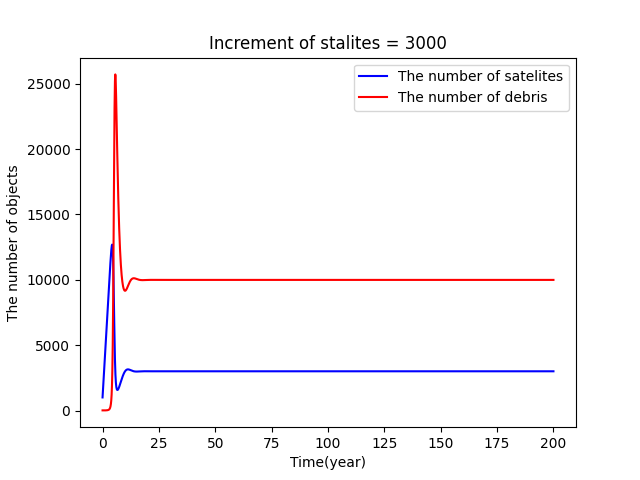 Increment of stalites = 3000
The number of satelites
The number of debris
The number of objects
25000
20000
15000
10000
5000
0
0 25 50 75 100 125 150 175 200
Time(year)